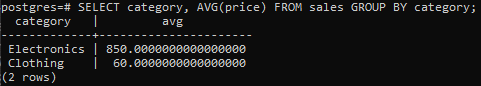 postgres=# SELECT category, AVG(price) FROM sales GROUP BY category;
  category   |         avg
-------------+----------------------
 Electronics | 850.0000000000000000
 Clothing    |  60.0000000000000000
(2 rows)